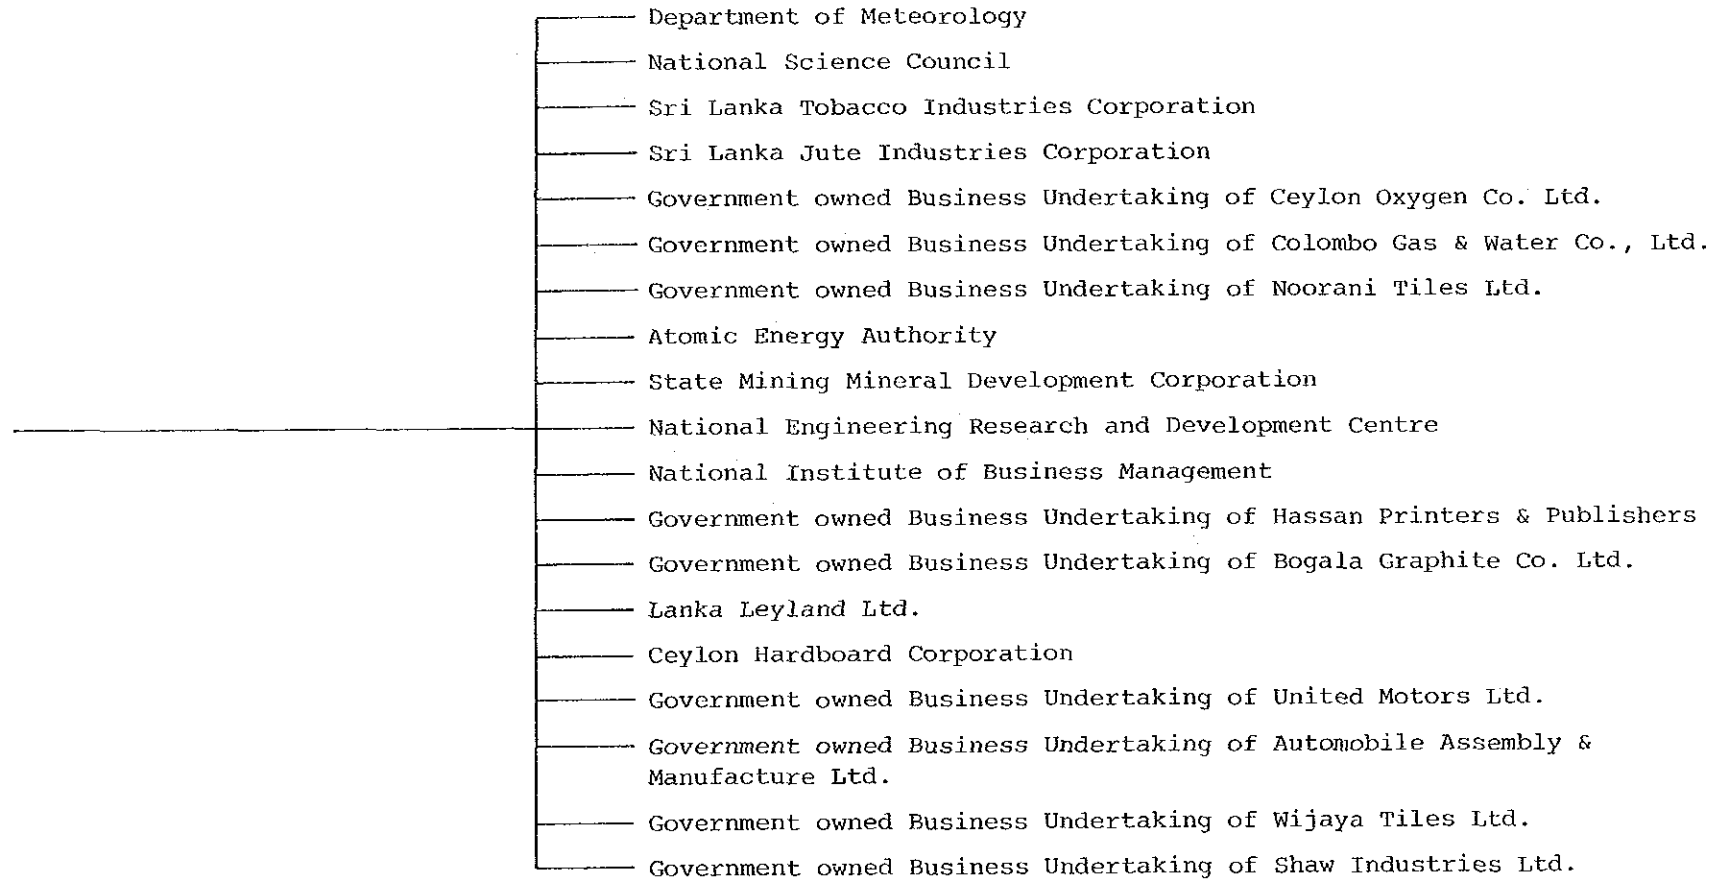 Department of Meteorology
National Science Council
Sri Lanka Tobacco Industries Corporation
Sri Lanka Jute Industries Corporation
Government owned Business Undertaking of Ceylon Oxygen Co. Ltd.
Government owned Business Undertaking of Colombo Gas & Water Co., Ltd.
Government owned Business Undertaking of Noorani Tiles Ltd.
Atomic Energy Authority
State Mining Mineral Development Corporation
National Engineering Research and Development Centre
National Institute of Business Management
Government owned Business Undertaking of Hassan Printers & Publishers
Government owned Business Undertaking of Bogala Graphite Co. Ltd.
Lanka Leyland Ltd.
Ceylon Hardboard Corporation
Government owned Business Undertaking of United Motors Ltd.
Government owned Business Undertaking of Automobile Assembly &
Manufacture Ltd.
Government owned Business Undertaking of Wijaya Tiles Ltd.
Government owned Business Undertaking of Shaw Industries Ltd.